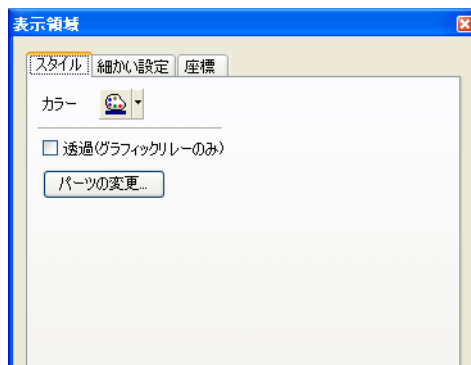 表示領域
スタイル 細かい設定 座標
カラー
透過(グラフィックリレーのみ)
パーツの変更...